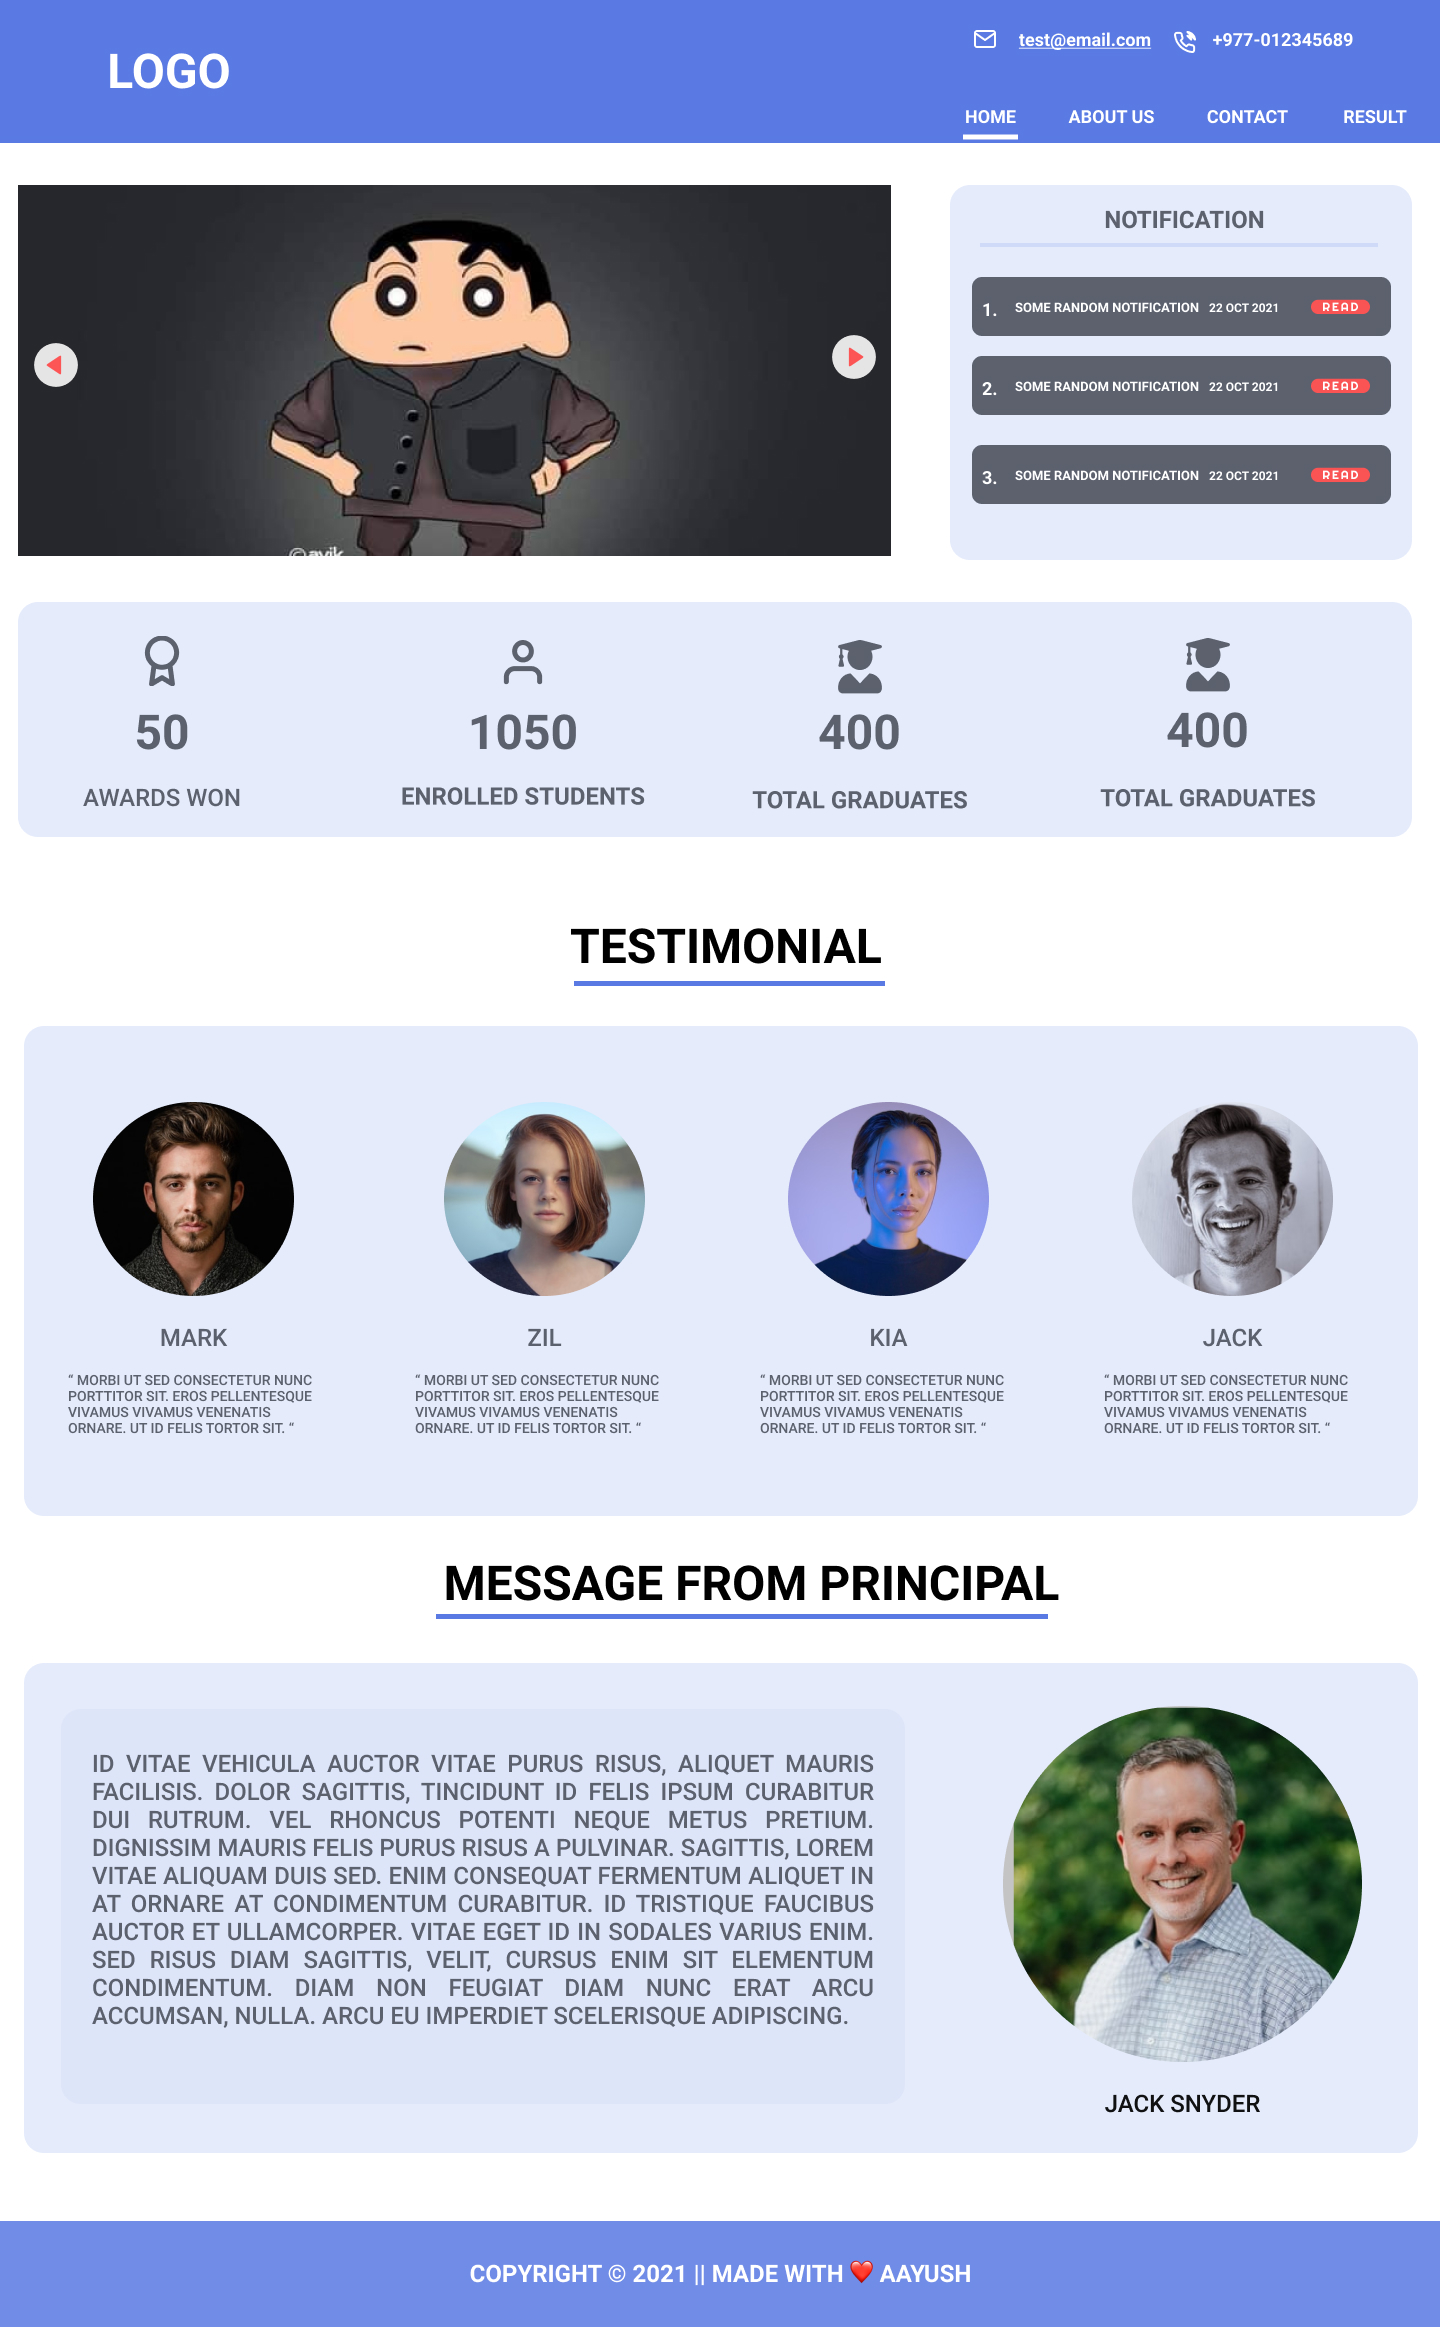 LOGO
test@email.com
+977-012345689
HOME
ABOUT US
CONTACT
RESULT
NOTIFICATION
1. SOME RANDOM NOTIFICATION 22 OCT 2021 READ
2. SOME RANDOM NOTIFICATION 22 OCT 2021 READ
3. SOME RANDOM NOTIFICATION 22 OCT 2021 READ
© avik
50
AWARDS WON
1050
ENROLLED STUDENTS
400
TOTAL GRADUATES
400
TOTAL GRADUATES
TESTIMONIAL
MARK
“ MORBI UT SED CONSECTETUR NUNC
PORTTITOR SIT. EROS PELLENTESQUE
VIVAMUS VIVAMUS VENENATIS
ORNARE. UT ID FELIS TORTOR SIT. “
ZIL
“ MORBI UT SED CONSECTETUR NUNC
PORTTITOR SIT. EROS PELLENTESQUE
VIVAMUS VIVAMUS VENENATIS
ORNARE. UT ID FELIS TORTOR SIT. “
KIA
“ MORBI UT SED CONSECTETUR NUNC
PORTTITOR SIT. EROS PELLENTESQUE
VIVAMUS VIVAMUS VENENATIS
ORNARE. UT ID FELIS TORTOR SIT. “
JACK
“ MORBI UT SED CONSECTETUR NUNC
PORTTITOR SIT. EROS PELLENTESQUE
VIVAMUS VIVAMUS VENENATIS
ORNARE. UT ID FELIS TORTOR SIT. “
MESSAGE FROM PRINCIPAL
ID VITAE VEHICULA AUCTOR VITAE PURUS RISUS, ALIQUET MAURIS
FACILISIS. DOLOR SAGITTIS, TINCIDUNT ID FELIS IPSUM CURABITUR
DUI RUTRUM. VEL RHONCUS POTENTI NEQUE METUS PRETIUM.
DIGNISSIM MAURIS FELIS PURUS RISUS A PULVINAR. SAGITTIS, LOREM
VITAE ALIQUAM DUIS SED. ENIM CONSEQUAT FERMENTUM ALIQUET IN
AT ORNARE AT CONDIMENTUM CURABITUR. ID TRISTIQUE FAUCIBUS
AUCTOR ET ULLAMCORPER. VITAE EGET ID IN SODALES VARIUS ENIM.
SED RISUS DIAM SAGITTIS, VELIT, CURSUS ENIM SIT ELEMENTUM
CONDIMENTUM. DIAM NON FEUGIAT DIAM NUNC ERAT ARCU
ACCUMSAN, NULLA. ARCU EU IMPERDIET SCELERISQUE ADIPISCING.
JACK SNYDER
COPYRIGHT © 2021 || MADE WITH ❤️ AAYUSH